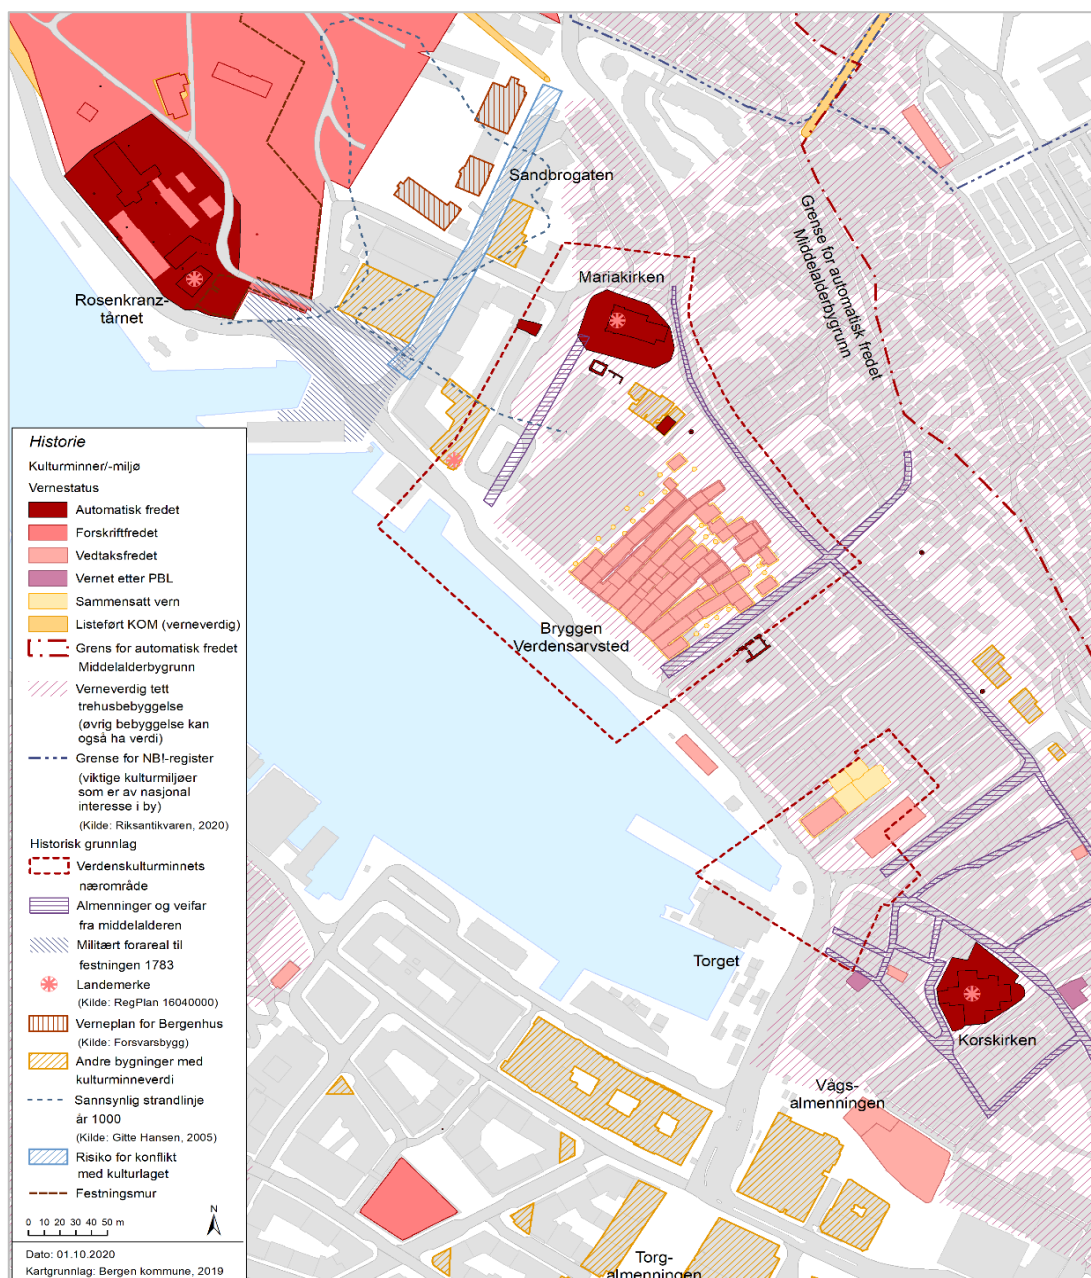 Sandbrogaten
Grense for automatisk fredet
Middelalderbygrunn
Mariakirken
Rosenkranz-
tårnet
Bryggen
Verdensarvsted
Torget
Korskirken
Vågs-
almenningen
Torg-
almenningen
Historie
Kulturminner/-miljø
Vernestatus
Automatisk fredet
Forskriftfredet
Vedtaksfredet
Vernet etter PBL
Sammensatt vern
Listeført KOM (verneverdig)
Grens for automatisk fredet
Middelalderbygrunn
Verneverdig tett
trehusbebyggelse
(øvrig bebyggelse kan
også ha verdi)
Grense for NB!-register
(viktige kulturmiljøer
som er av nasjonal
interesse i by)
(Kilde: Riksantikvaren, 2020)
Historisk grunnlag
Verdenskulturminnets
nærområde
Almenninger og veifar
fra middelalderen
Militært forareal til
festningen 1783
Landemerke
(Kilde: RegPlan 16040000)
Verneplan for Bergenhus
(Kilde: Forsvarsbygg)
Andre bygninger med
kulturminneverdi
Sannsynlig strandlinje
år 1000
(Kilde: Gitte Hansen, 2005)
Risiko for konflikt
med kulturlaget
Festningsmur
0 10 20 30 40 50 m
N
Dato: 01.10.2020
Kartgrunnlag: Bergen kommune, 2019